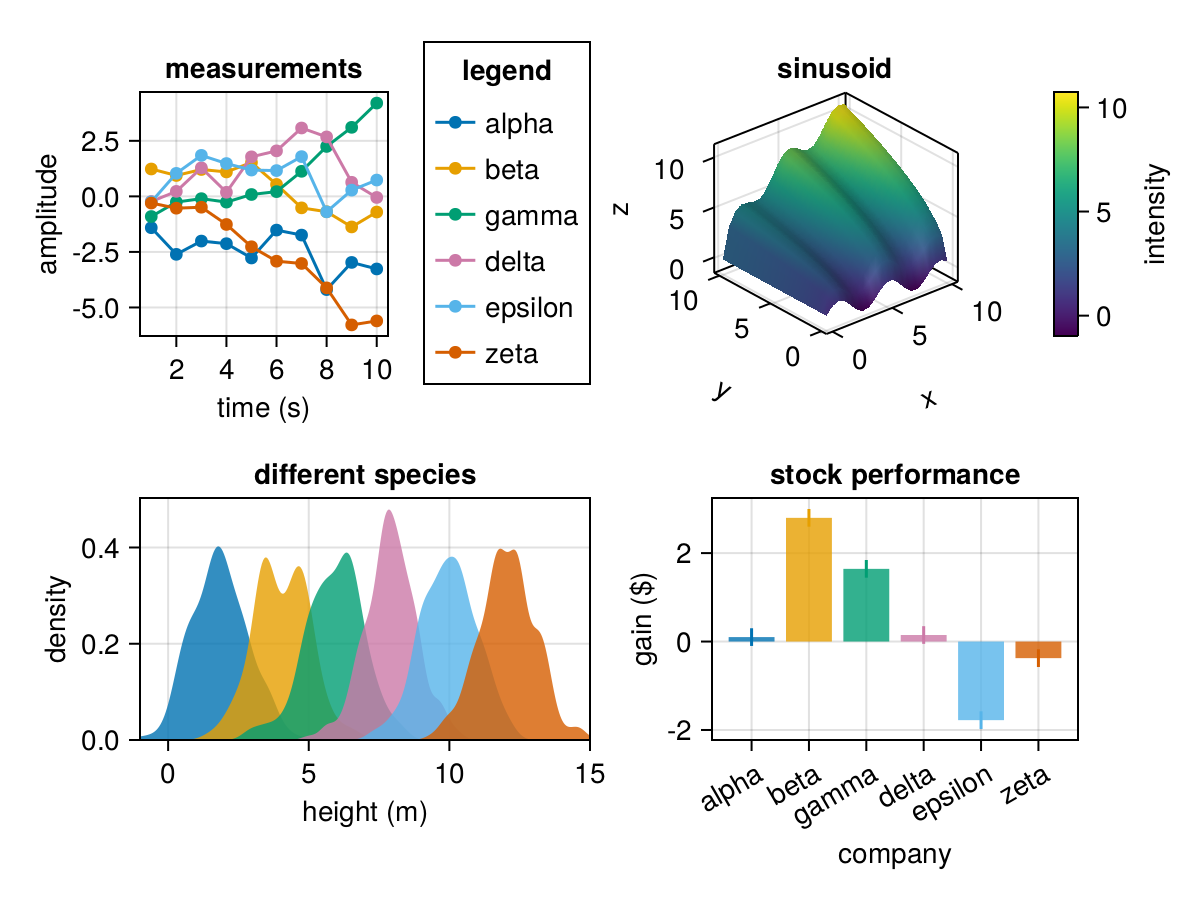 measurements
amplitude
2.5
0.0
-2.5
-5.0
2 4 6 8 10
time (s)
legend
alpha
beta
gamma
delta
epsilon
zeta
sinusoid
z
10
5
0
10
5
0
y
0
5
10
x
10
5
0
intensity
different species
density
0.4
0.2
0.0
0 5 10 15
height (m)
stock performance
gain ($)
2
0
-2
alpha beta gamma delta epsilon zeta
company